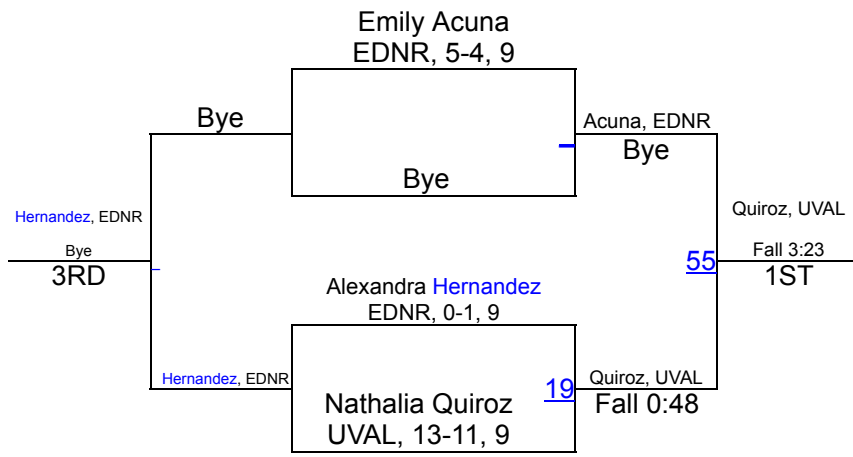 Emily Acuna
EDNR, 5-4, 9
Bye
Acuna, EDNR
Bye
Bye
Hernandez, EDNR
Bye
3RD
Quiroz, UVAL
Fall 3:23
1ST
55
Alexandra Hernandez
EDNR, 0-1, 9
Hernandez, EDNR
Nathalia Quiroz
UVAL, 13-11, 9
19
Quiroz, UVAL
Fall 0:48